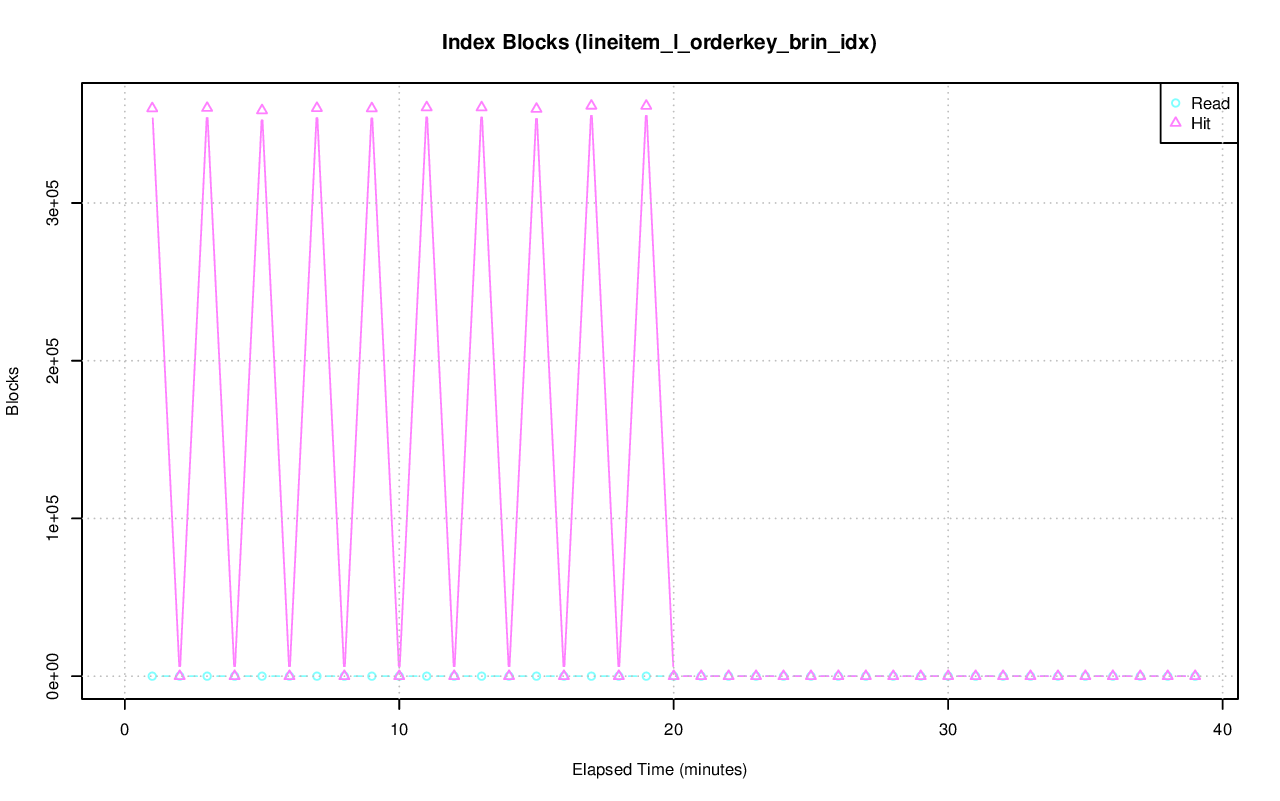 Index Blocks (lineitem_l_orderkey_brin_idx)
Read
Hit
Blocks
3e+05
2e+05
1e+05
0e+00
0 10 20 30 40
Elapsed Time (minutes)